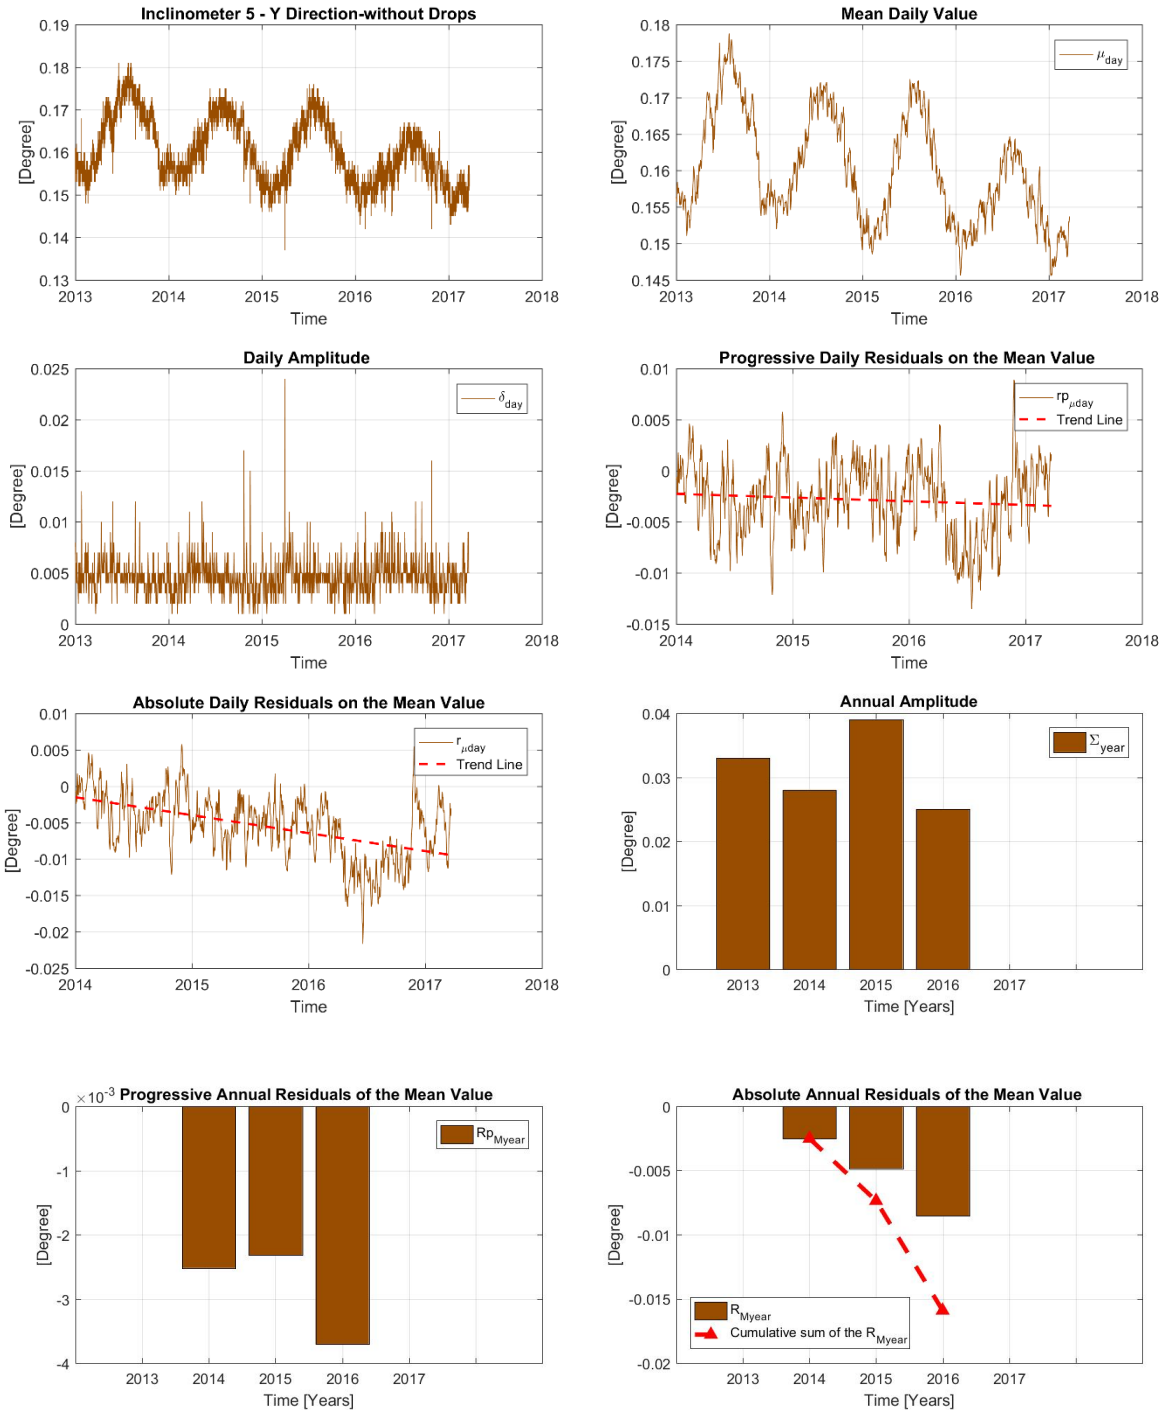 Inclinometer 5 - Y Direction-without Drops
0.19
0.18
0.17
0.16
0.15
0.14
0.13
[Degree]
2013 2014 2015 2016 2017 2018
Time
Mean Daily Value
0.18
0.175
0.17
0.165
0.16
0.155
0.15
0.145
[Degree]
μday
2013 2014 2015 2016 2017 2018
Time
Daily Amplitude
0.025
0.02
0.015
0.01
0.005
0
[Degree]
δday
2013 2014 2015 2016 2017 2018
Time
Progressive Daily Residuals on the Mean Value
0.01
0.005
0
-0.005
-0.01
-0.015
[Degree]
rpμday
Trend Line
2014 2015 2016 2017 2018
Time
Absolute Daily Residuals on the Mean Value
0.01
0.005
0
-0.005
-0.01
-0.015
-0.02
-0.025
[Degree]
rμday
Trend Line
2014 2015 2016 2017 2018
Time
Annual Amplitude
0.04
0.03
0.02
0.01
0
[Degree]
Σyear
2013 2014 2015 2016 2017
Time [Years]
×10-3 Progressive Annual Residuals of the Mean Value
0
-1
-2
-3
-4
[Degree]
RpMyear
2013 2014 2015 2016 2017
Time [Years]
Absolute Annual Residuals of the Mean Value
0
-0.005
-0.01
-0.015
-0.02
[Degree]
RMyear
Cumulative sum of the RMyear
2013 2014 2015 2016 2017
Time [Years]